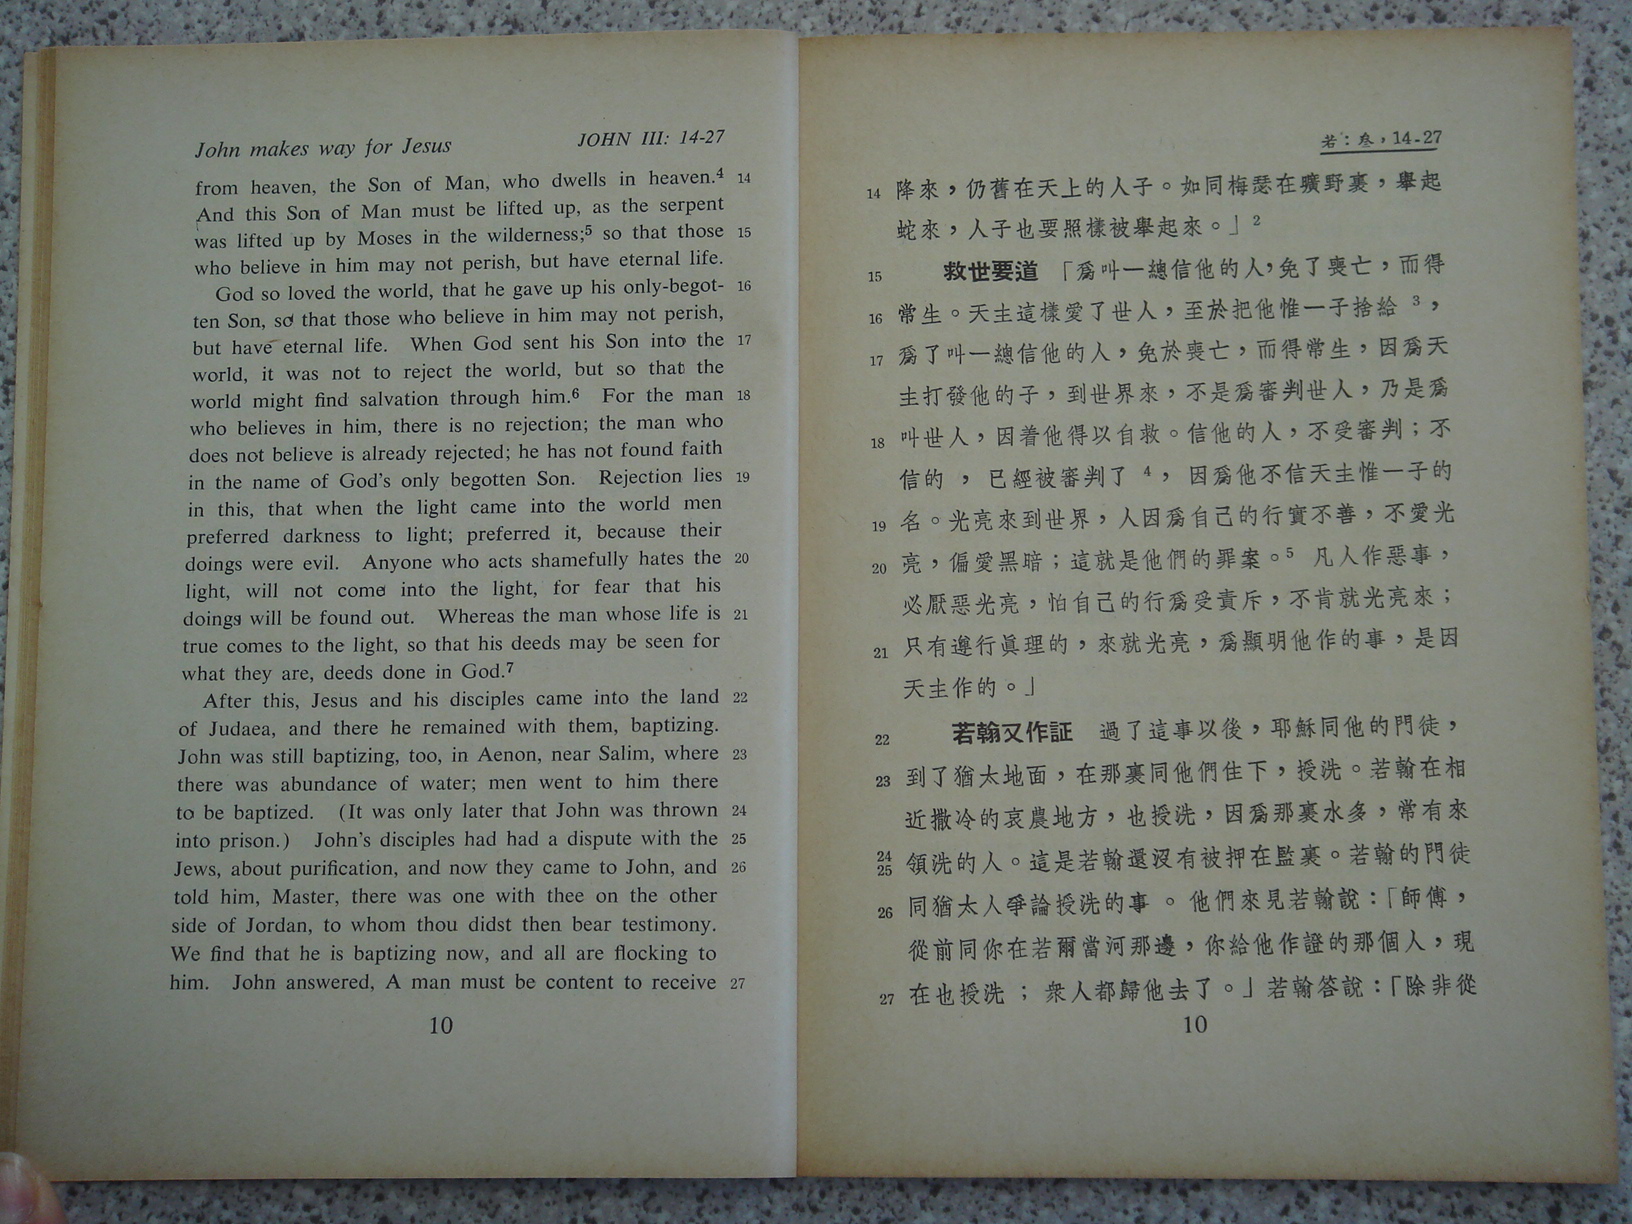 John makes way for Jesus JOHN III: 14-27
from heaven, the Son of Man, who dwells in heaven.4 14
And this Son of Man must be lifted up, as the serpent
was lifted up by Moses in the wilderness;5 so that those 15
who believe in him may not perish, but have eternal life.
God so loved the world, that he gave up his only-begot- 16
ten Son, so that those who believe in him may not perish,
but have eternal life. When God sent his Son into the 17
world, it was not to reject the world, but so that the
world might find salvation through him.6 For the man 18
who believes in him, there is no rejection; the man who
does not believe is already rejected; he has not found faith
in the name of God's only begotten Son. Rejection lies 19
in this, that when the light came into the world men
preferred darkness to light; preferred it, because their
doings were evil. Anyone who acts shamefully hates the 20
light, will not come into the light, for fear that his
doings will be found out. Whereas the man whose life is 21
true comes to the light, so that his deeds may be seen for
what they are, deeds done in God.7
After this, Jesus and his disciples came into the land 22
of Judaea, and there he remained with them, baptizing.
John was still baptizing, too, in Aenon, near Salim, where 23
there was abundance of water; men went to him there
to be baptized. (It was only later that John was thrown 24
into prison.) John's disciples had had a dispute with the 25
Jews, about purification, and now they came to John, and 26
told him, Master, there was one with thee on the other
side of Jordan, to whom thou didst then bear testimony.
We find that he is baptizing now, and all are flocking to
him. John answered, A man must be content to receive 27
10
若：叁，14-27
14 降來，仍舊在天上的人子。如同梅瑟在曠野裏，舉起
蛇來，人子也要照樣被舉起來。」2
15 救世要道 「爲叫一總信他的人，免了喪亡，而得
16 常生。天主這樣愛了世人，至於把他惟一子捨給 3，
17 爲了叫一總信他的人，免於喪亡，而得常生，因爲天
主打發他的子，到世界來，不是爲審判世人，乃是爲
18 叫世人，因着他得以自救。信他的人，不受審判；不
信的，已經被審判了 4，因爲他不信天主惟一子的
19 名。光亮來到世界，人因爲自己的行實不善，不愛光
20 亮，偏愛黑暗；這就是他們的罪案。5 凡人作惡事，
必厭惡光亮，怕自己的行爲受責斥，不肯就光亮來；
21 只有遵行眞理的，來就光亮，爲顯明他作的事，是因
天主作的。」
22 若翰又作証 過了這事以後，耶穌同他的門徒，
23 到了猶太地面，在那裏同他們住下，授洗。若翰在相
近撒冷的哀農地方，也授洗，因爲那裏水多，常有來
24 25 領洗的人。這是若翰還沒有被押在監裏。若翰的門徒
26 同猶太人爭論授洗的事。他們來見若翰說：「師傅，
從前同你在若爾當河那邊，你給他作證的那個人，現
27 在也授洗；衆人都歸他去了。」若翰答說：「除非從
10